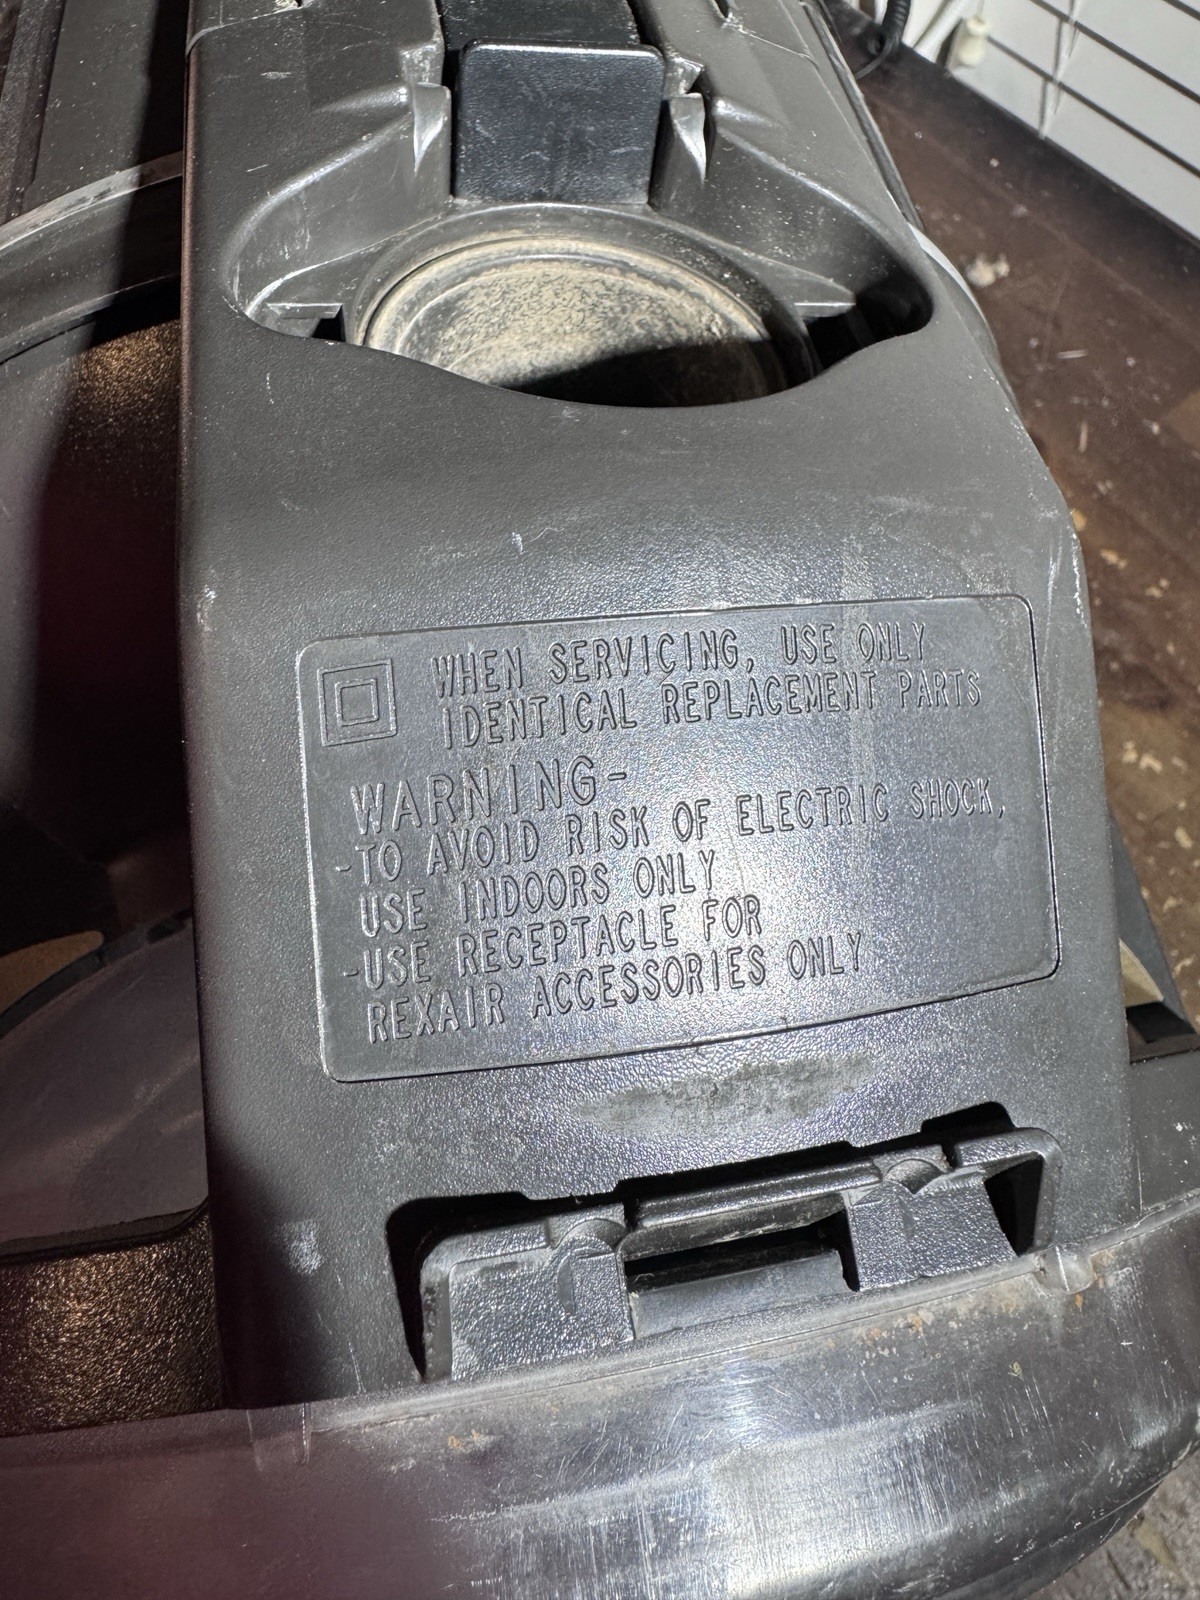 WHEN SERVICING, USE ONLY
IDENTICAL REPLACEMENT PARTS
WARNING-
-TO AVOID RISK OF ELECTRIC SHOCK,
USE INDOORS ONLY
-USE RECEPTACLE FOR
REXAIR ACCESSORIES ONLY